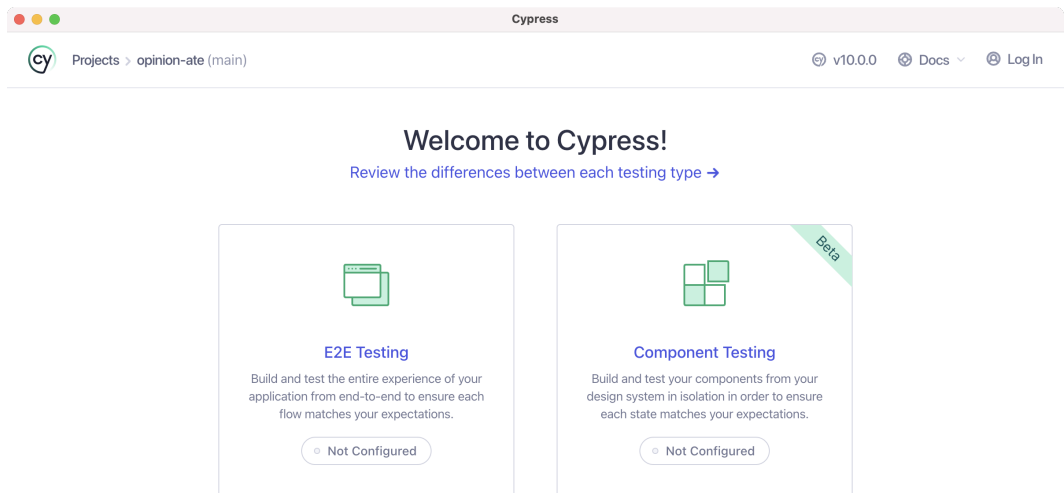 Cypress
cy Projects > opinion-ate (main) cy v10.0.0 Docs Log In
Welcome to Cypress!
Review the differences between each testing type →
Beta
E2E Testing
Build and test the entire experience of your
application from end-to-end to ensure each
flow matches your expectations.
Not Configured
Component Testing
Build and test your components from your
design system in isolation in order to ensure
each state matches your expectations.
Not Configured